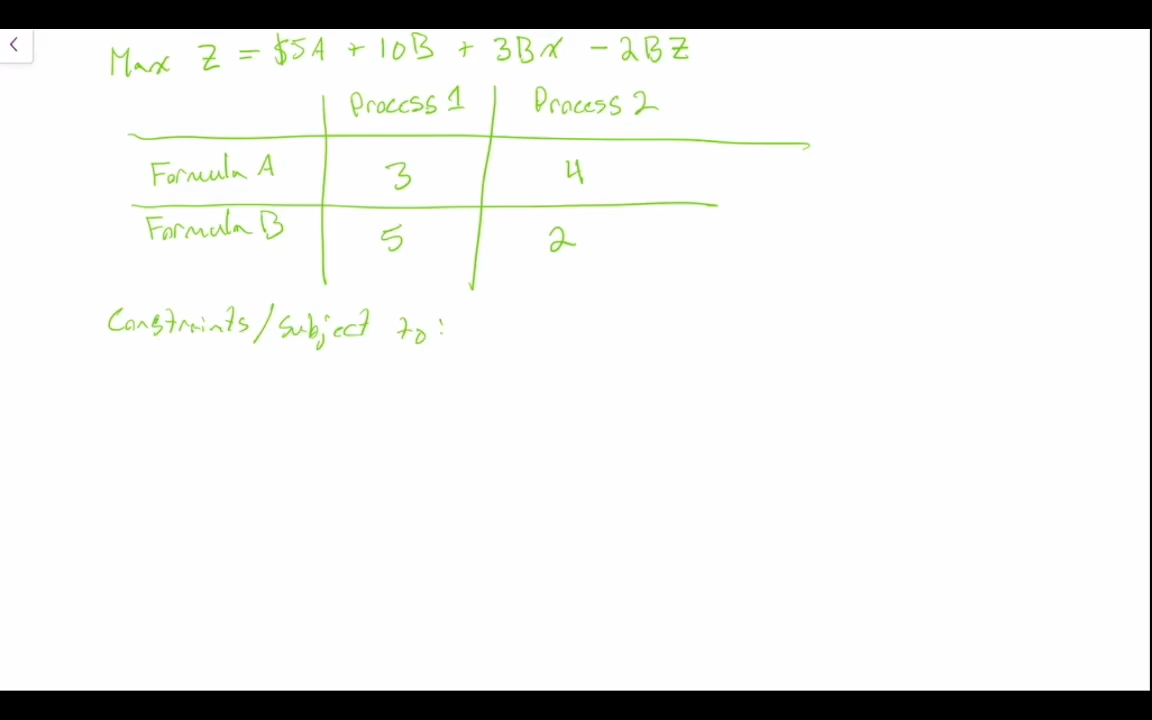 Max Z = $5A + 10B + 3BX - 2BZ
Process 1 Process 2
Formula A 3 4
Formula B 5 2
Constraints/Subject to: